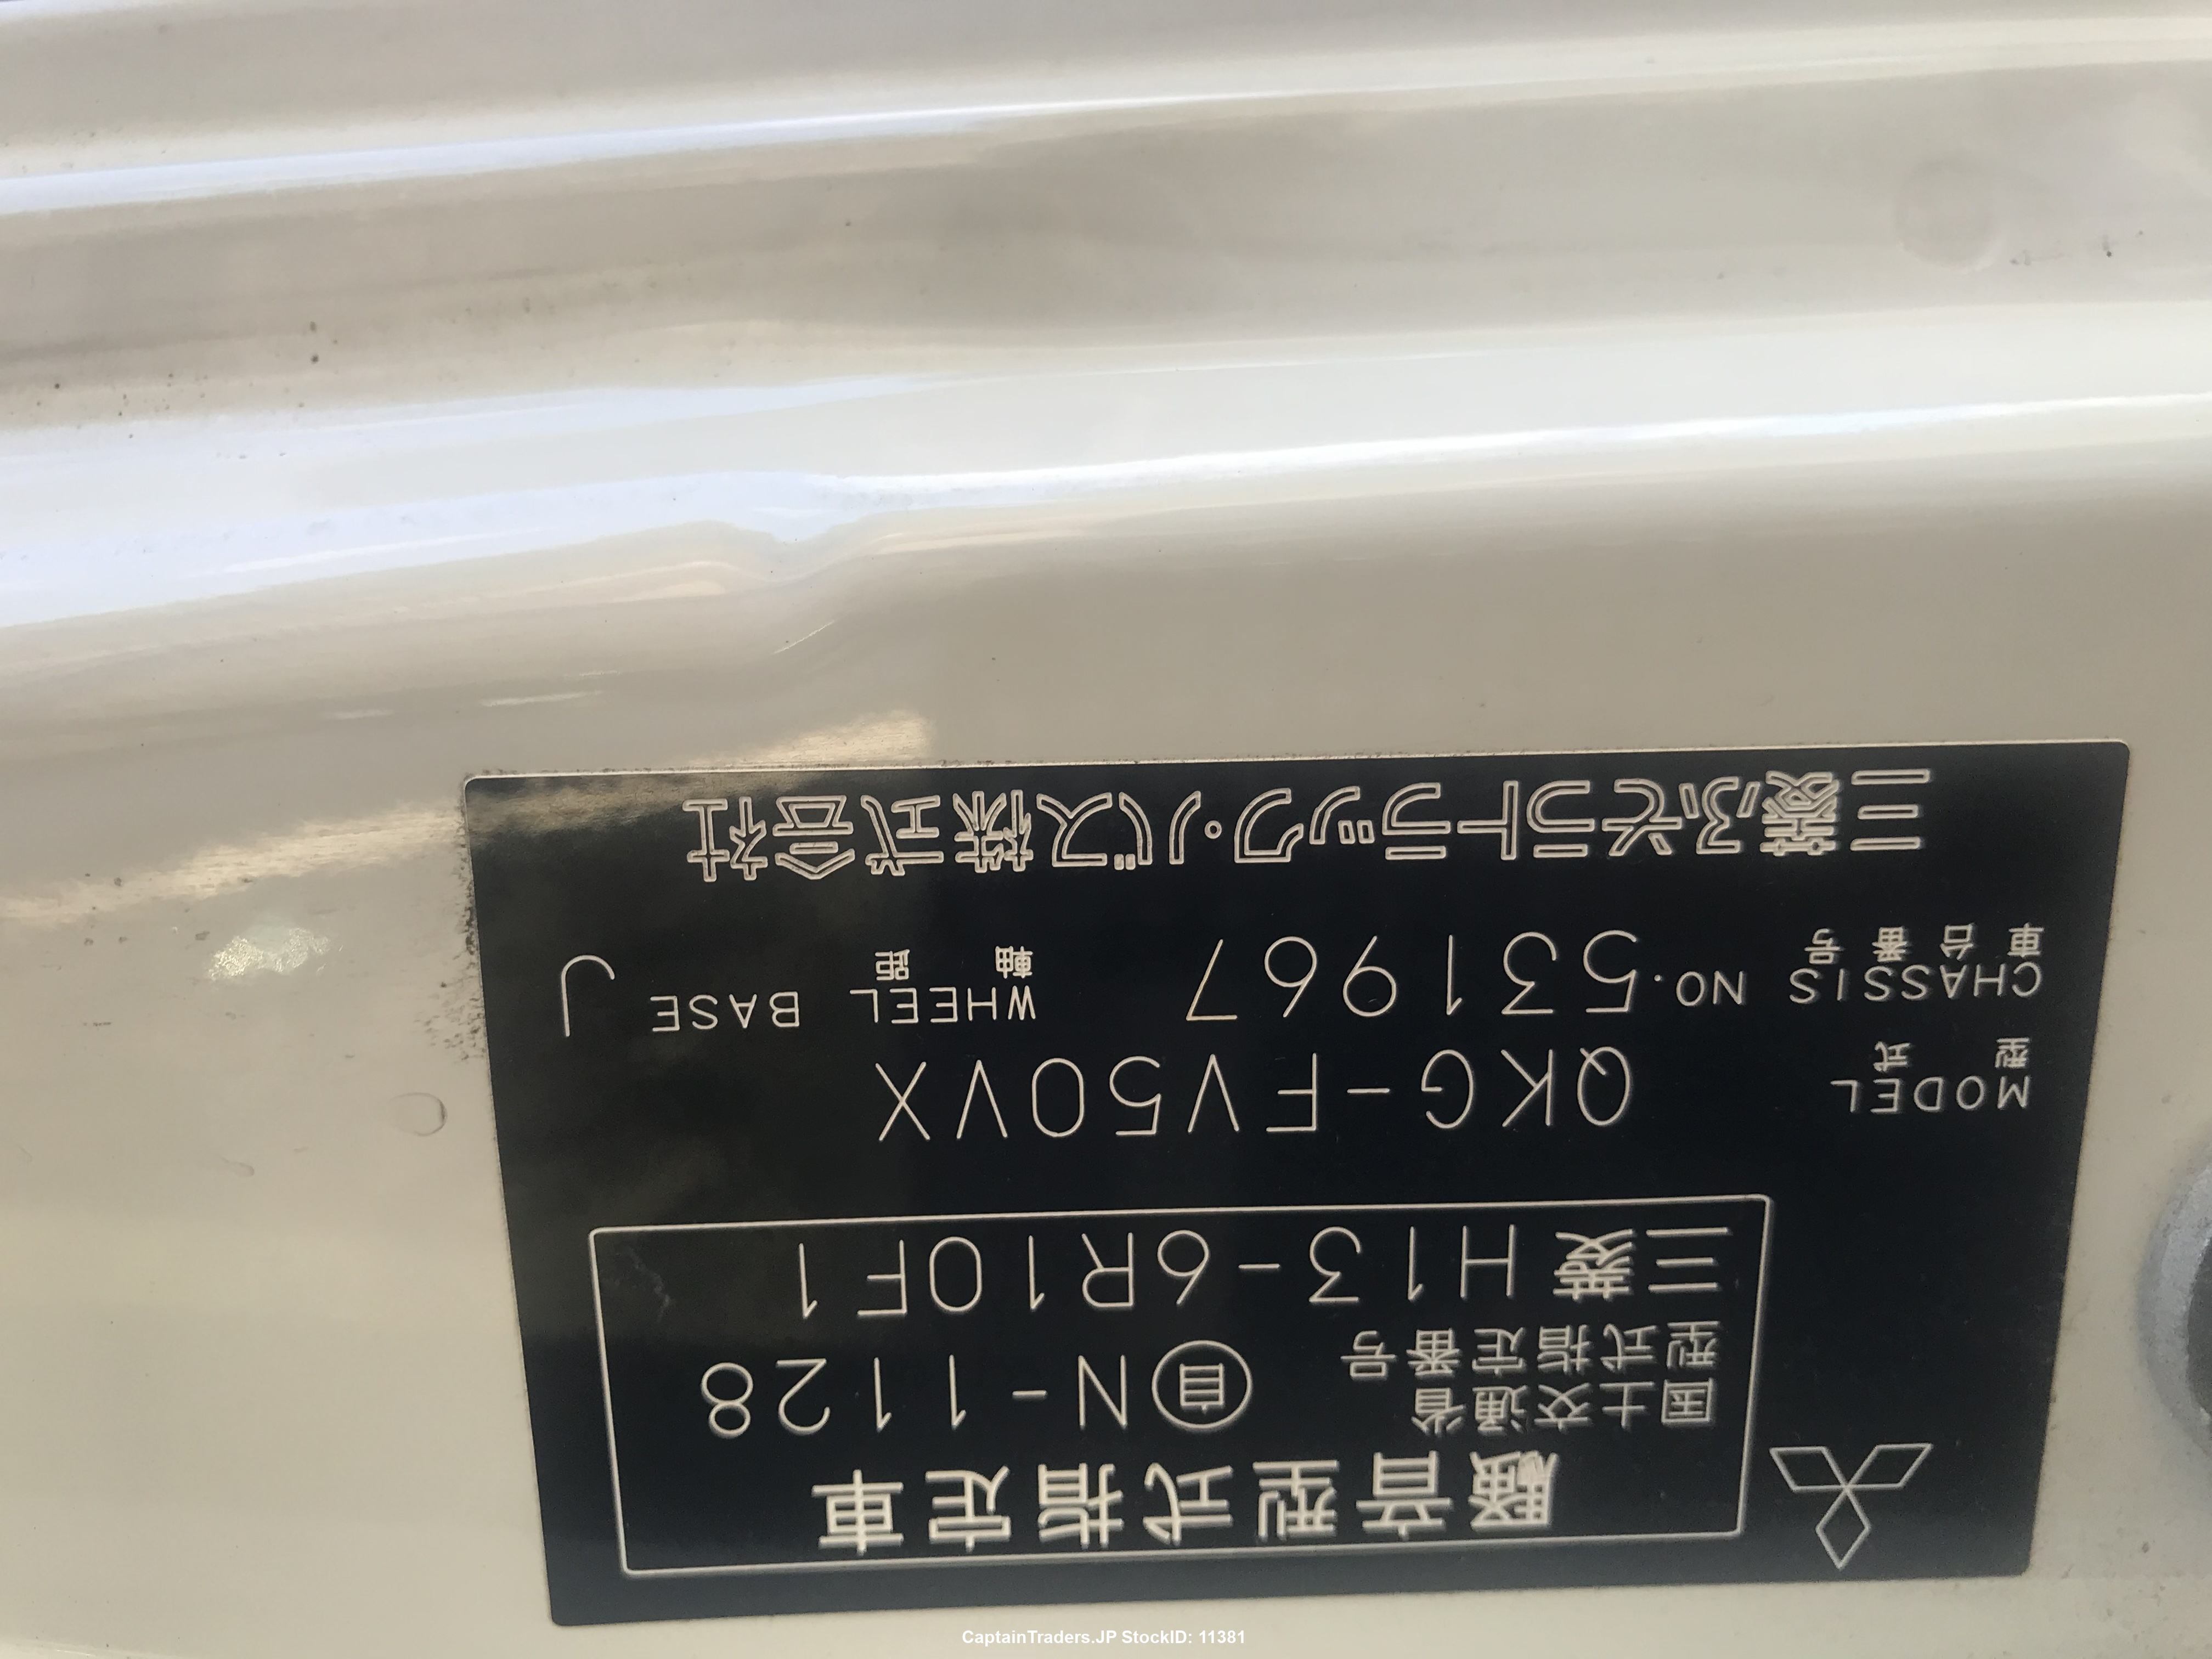 騒音型式指定車
国土交通省
型式指定番号 自 N-1128
三菱 H13-6R10F1
MODEL
型式 QKG-FV50VX
CHASSIS NO. 531967 WHEEL BASE J
車台番号 軸距
三菱ふそうトラック・バス株式会社
CaptainTraders.JP StockID: 11381